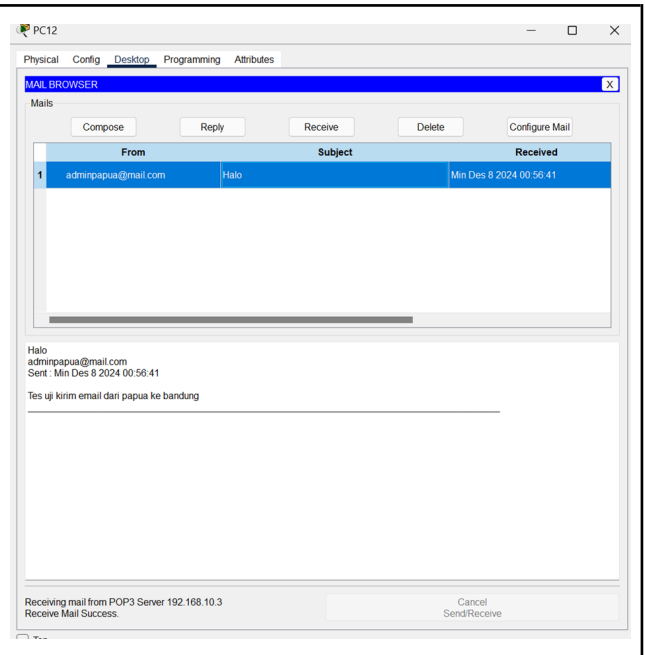 PC12
Physical Config Desktop Programming Attributes
MAIL BROWSER X
Mails
Compose Reply Receive Delete Configure Mail
From Subject Received
1 adminpapua@mail.com Halo Min Des 8 2024 00:56:41
Halo
adminpapua@mail.com
Sent : Min Des 8 2024 00:56:41
Tes uji kirim email dari papua ke bandung
Receiving mail from POP3 Server 192.168.10.3
Receive Mail Success.
Cancel
Send/Receive